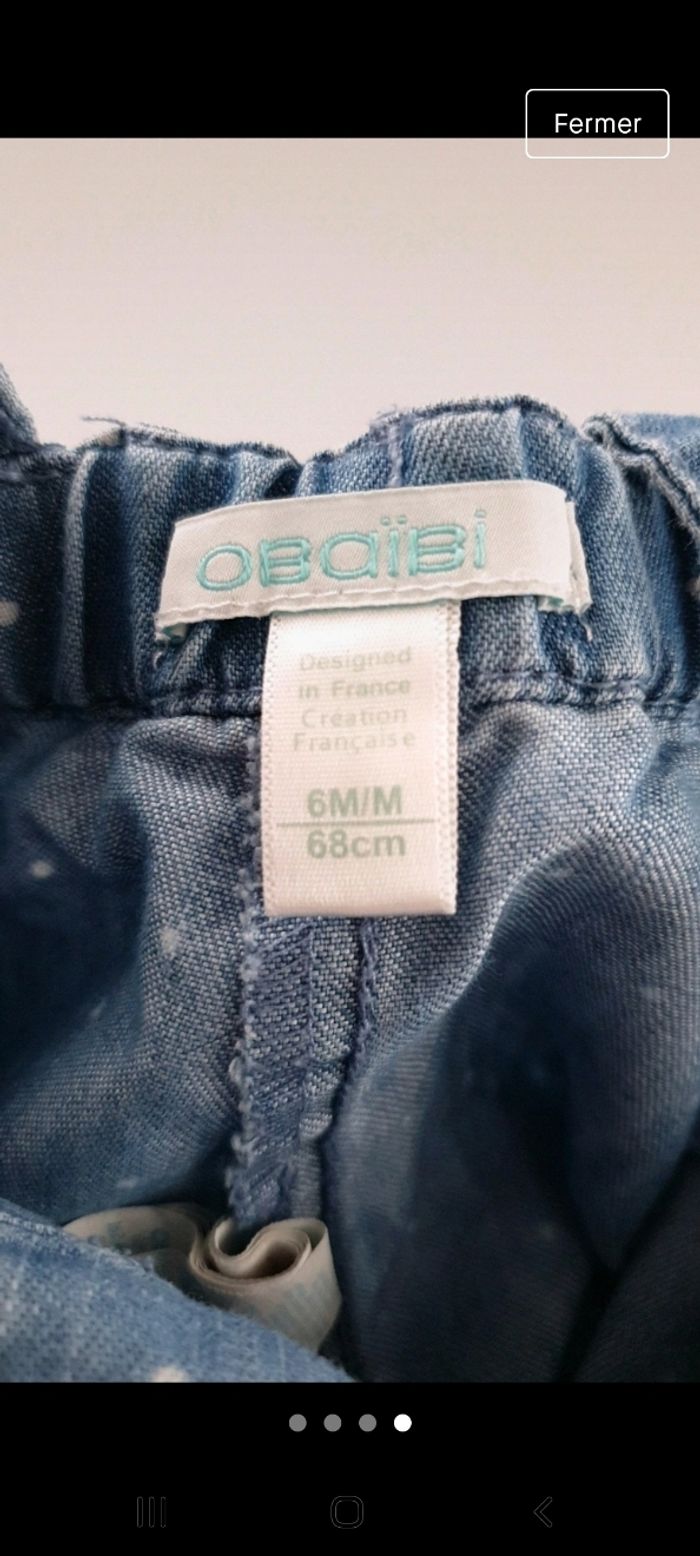 Fermer
OBaïBi
Designed
in France
Création
Française
6M/M
68cm